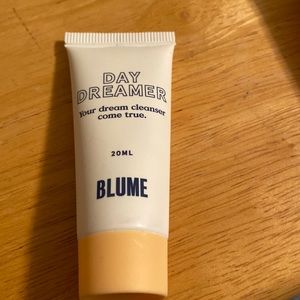 DAY
DREAMER
Your dream cleanser
come true.
20ML
BLUME